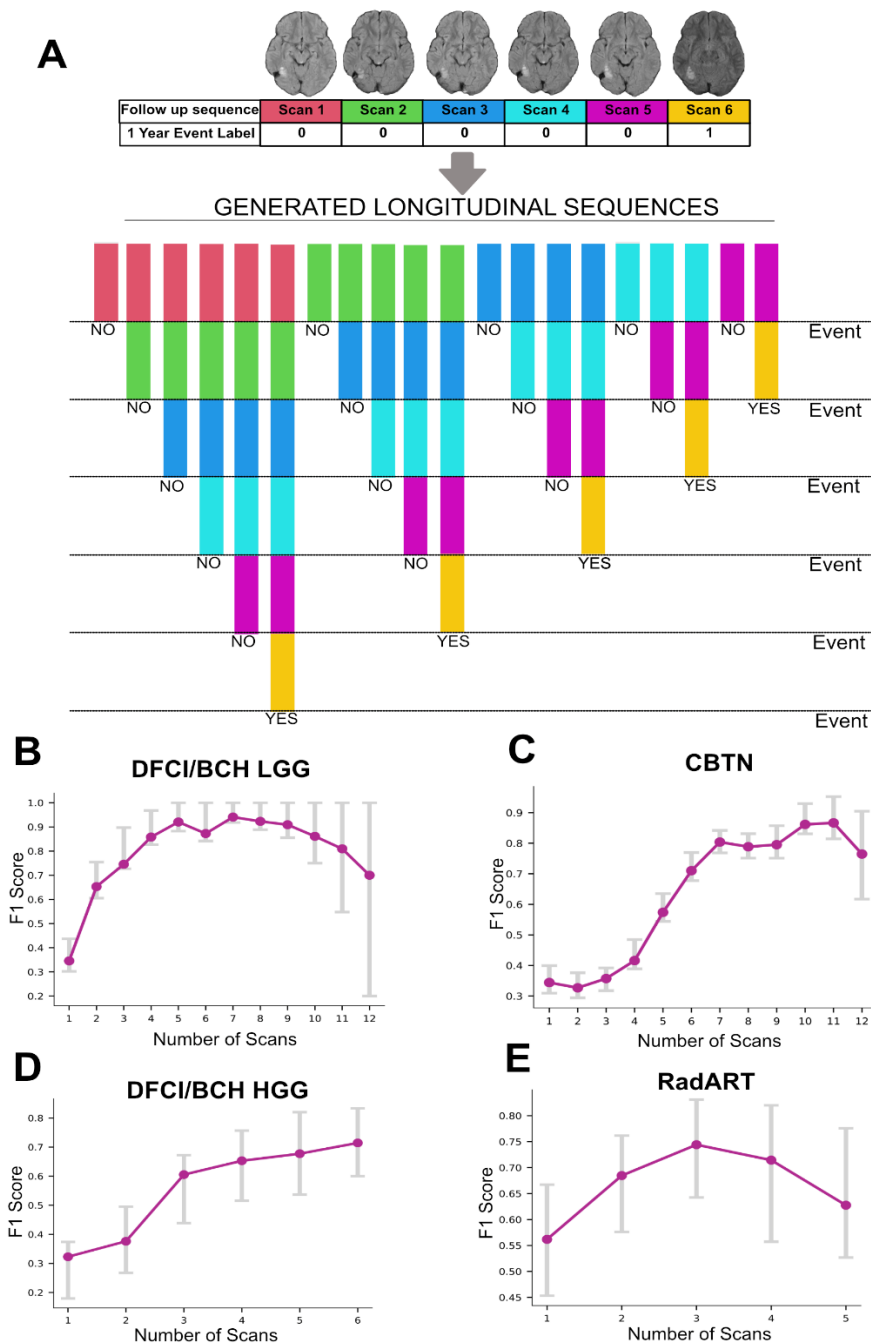 A
Follow up sequence Scan 1 Scan 2 Scan 3 Scan 4 Scan 5 Scan 6
1 Year Event Label 0 0 0 0 0 1
GENERATED LONGITUDINAL SEQUENCES
NO NO NO NO NO Event
NO NO NO NO YES Event
NO NO NO YES Event
NO NO YES Event
NO YES Event
YES Event
B
DFCI/BCH LGG
1.0
0.9
0.8
0.7
0.6
0.5
0.4
0.3
0.2
F1 Score
1 2 3 4 5 6 7 8 9 10 11 12
Number of Scans
C
CBTN
0.9
0.8
0.7
0.6
0.5
0.4
0.3
F1 Score
1 2 3 4 5 6 7 8 9 10 11 12
Number of Scans
D
DFCI/BCH HGG
0.8
0.7
0.6
0.5
0.4
0.3
0.2
F1 Score
1 2 3 4 5 6
Number of Scans
E
RadART
0.80
0.75
0.70
0.65
0.60
0.55
0.50
0.45
F1 Score
1 2 3 4 5
Number of Scans